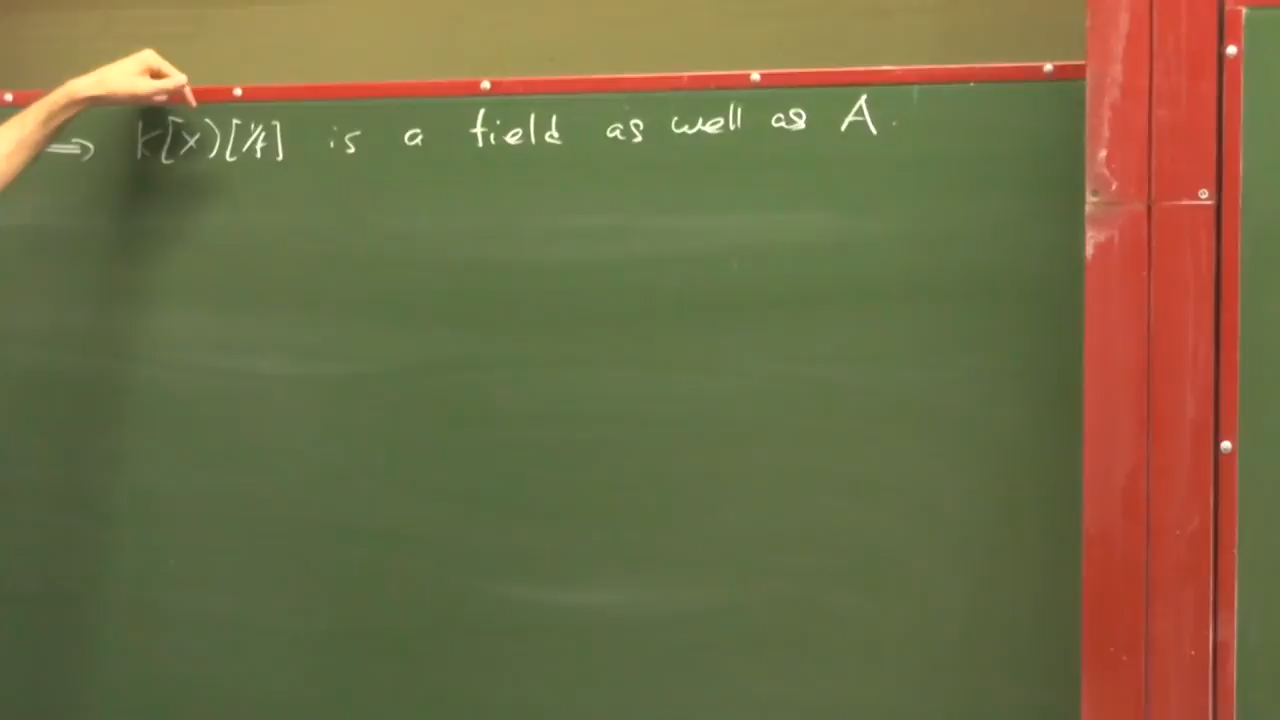 ⇒ K[x][1/f] is a field as well as A.